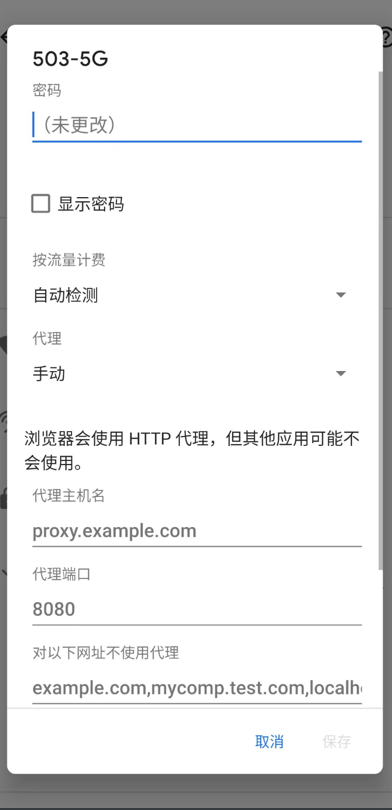 503-5G
密码
（未更改）
显示密码
按流量计费
自动检测
代理
手动
浏览器会使用 HTTP 代理，但其他应用可能不
会使用。
代理主机名
proxy.example.com
代理端口
8080
对以下网址不使用代理
example.com,mycomp.test.com,localh
取消
保存